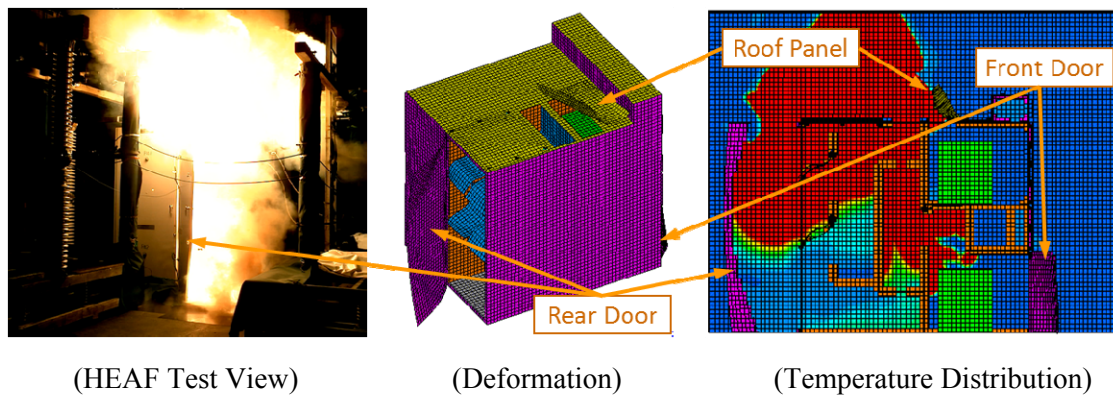 Roof Panel
Front Door
Rear Door
(HEAF Test View)
(Deformation)
(Temperature Distribution)